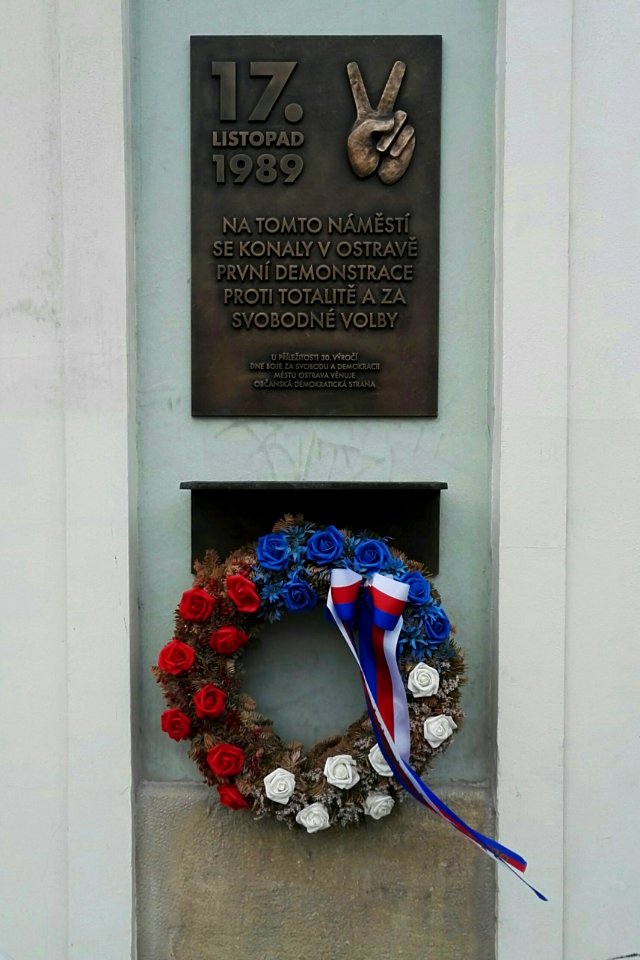 17.
LISTOPAD
1989
NA TOMTO NÁMĚSTÍ
SE KONALY V OSTRAVĚ
PRVNÍ DEMONSTRACE
PROTI TOTALITĚ A ZA
SVOBODNÉ VOLBY
U PŘÍLEŽITOSTI 30. VÝROČÍ
DNE BOJE ZA SVOBODU A DEMOKRACII
MĚSTU OSTRAVA VĚNUJE
OBČANSKÁ DEMOKRATICKÁ STRANA